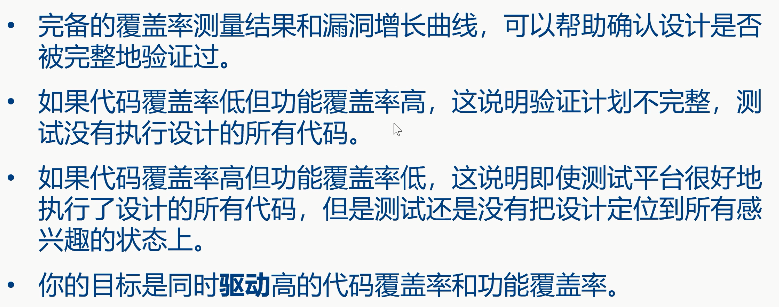 • 完备的覆盖率测量结果和漏洞增长曲线，可以帮助确认设计是否
被完整地验证过。
• 如果代码覆盖率低但功能覆盖率高，这说明验证计划不完整，测
试没有执行设计的所有代码。
• 如果代码覆盖率高但功能覆盖率低，这说明即使测试平台很好地
执行了设计的所有代码，但是测试还是没有把设计定位到所有感
兴趣的状态上。
• 你的目标是同时驱动高的代码覆盖率和功能覆盖率。